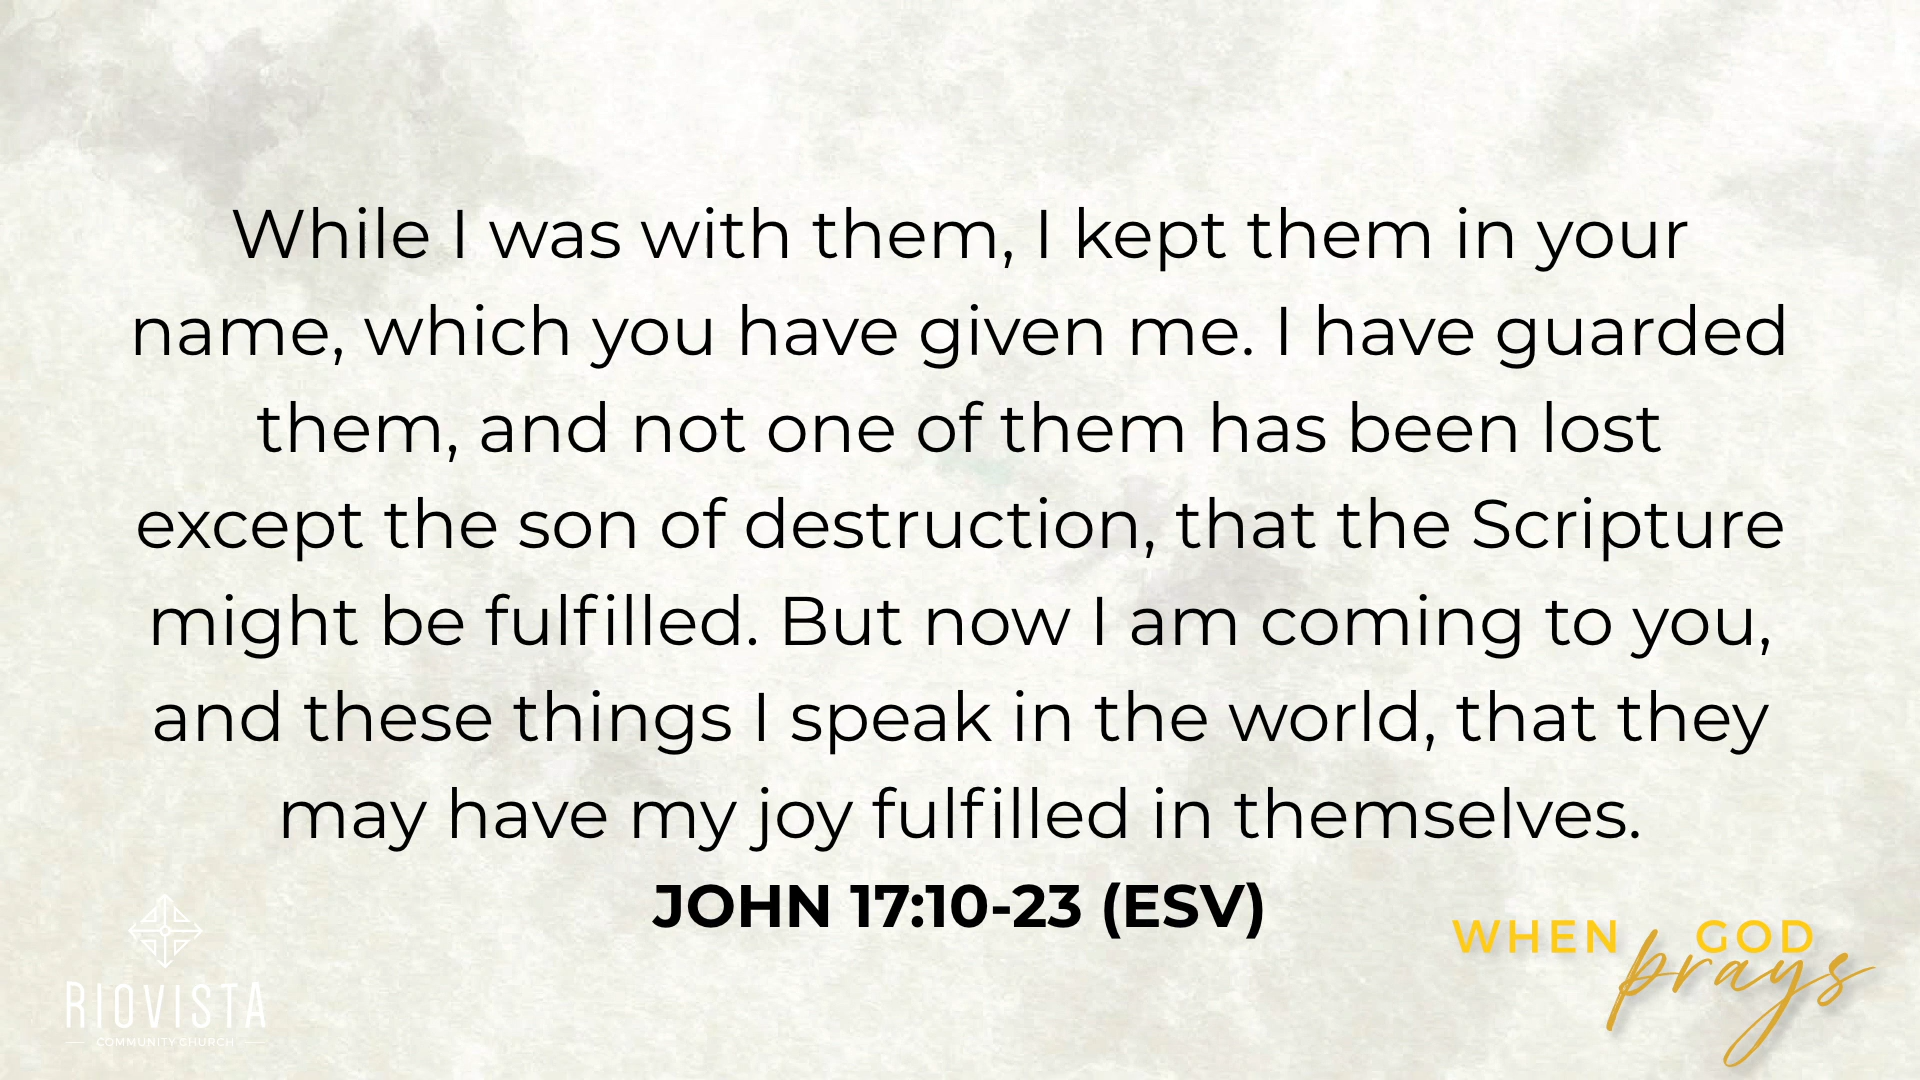 While I was with them, I kept them in your
name, which you have given me. I have guarded
them, and not one of them has been lost
except the son of destruction, that the Scripture
might be fulfilled. But now I am coming to you,
and these things I speak in the world, that they
may have my joy fulfilled in themselves.
JOHN 17:10-23 (ESV)
WHEN GOD
prays
RIOVISTA
COMMUNITY CHURCH